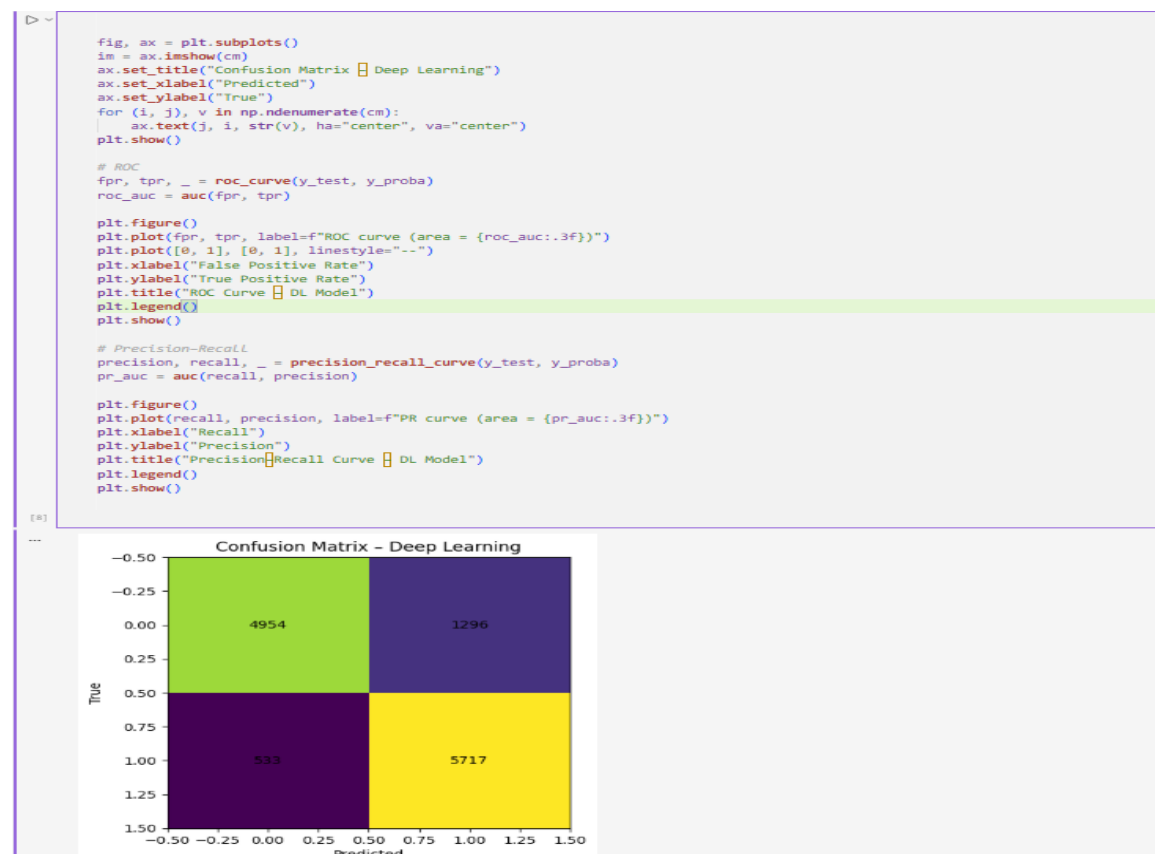 fig, ax = plt.subplots()
im = ax.imshow(cm)
ax.set_title("Confusion Matrix – Deep Learning")
ax.set_xlabel("Predicted")
ax.set_ylabel("True")
for (i, j), v in np.ndenumerate(cm):
    ax.text(j, i, str(v), ha="center", va="center")
plt.show()
# ROC
fpr, tpr, _ = roc_curve(y_test, y_proba)
roc_auc = auc(fpr, tpr)
plt.figure()
plt.plot(fpr, tpr, label=f"ROC curve (area = {roc_auc:.3f})")
plt.plot([0, 1], [0, 1], linestyle="--")
plt.xlabel("False Positive Rate")
plt.ylabel("True Positive Rate")
plt.title("ROC Curve – DL Model")
plt.legend()
plt.show()
# Precision–Recall
precision, recall, _ = precision_recall_curve(y_test, y_proba)
pr_auc = auc(recall, precision)
plt.figure()
plt.plot(recall, precision, label=f"PR curve (area = {pr_auc:.3f})")
plt.xlabel("Recall")
plt.ylabel("Precision")
plt.title("Precision–Recall Curve – DL Model")
plt.legend()
plt.show()
[8]
...
Confusion Matrix – Deep Learning
−0.50
−0.25
0.00 4954 1296
0.25
True
0.50
0.75
1.00 533 5717
1.25
1.50
−0.50 −0.25 0.00 0.25 0.50 0.75 1.00 1.25 1.50
Predicted